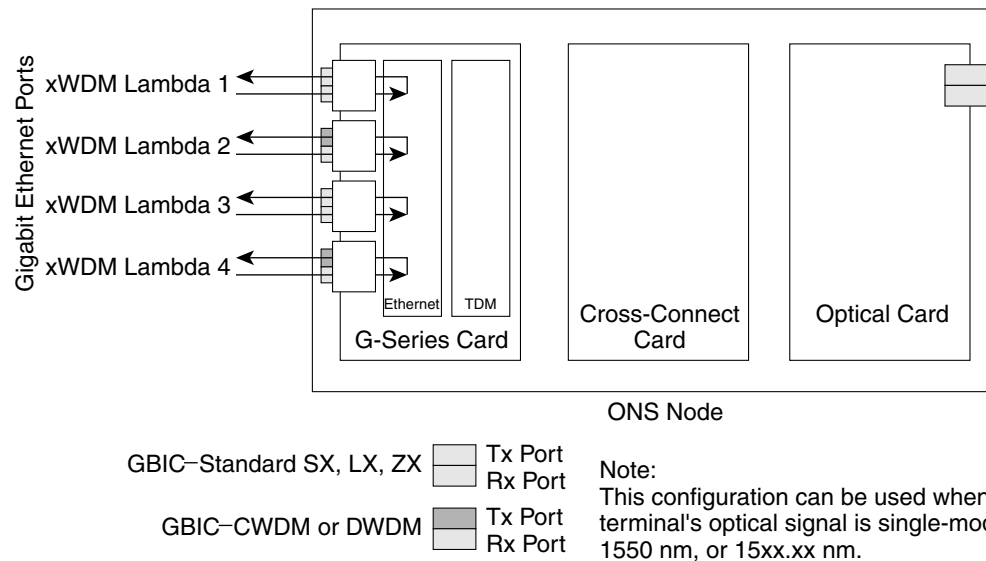 Gigabit Ethernet Ports
xWDM Lambda 1
xWDM Lambda 2
xWDM Lambda 3
xWDM Lambda 4
Ethernet
TDM
G-Series Card
Cross-Connect
Card
Optical Card
ONS Node
GBIC–Standard SX, LX, ZX
Tx Port
Rx Port
GBIC–CWDM or DWDM
Tx Port
Rx Port
Note:
This configuration can be used when
terminal's optical signal is single-mod
1550 nm, or 15xx.xx nm.